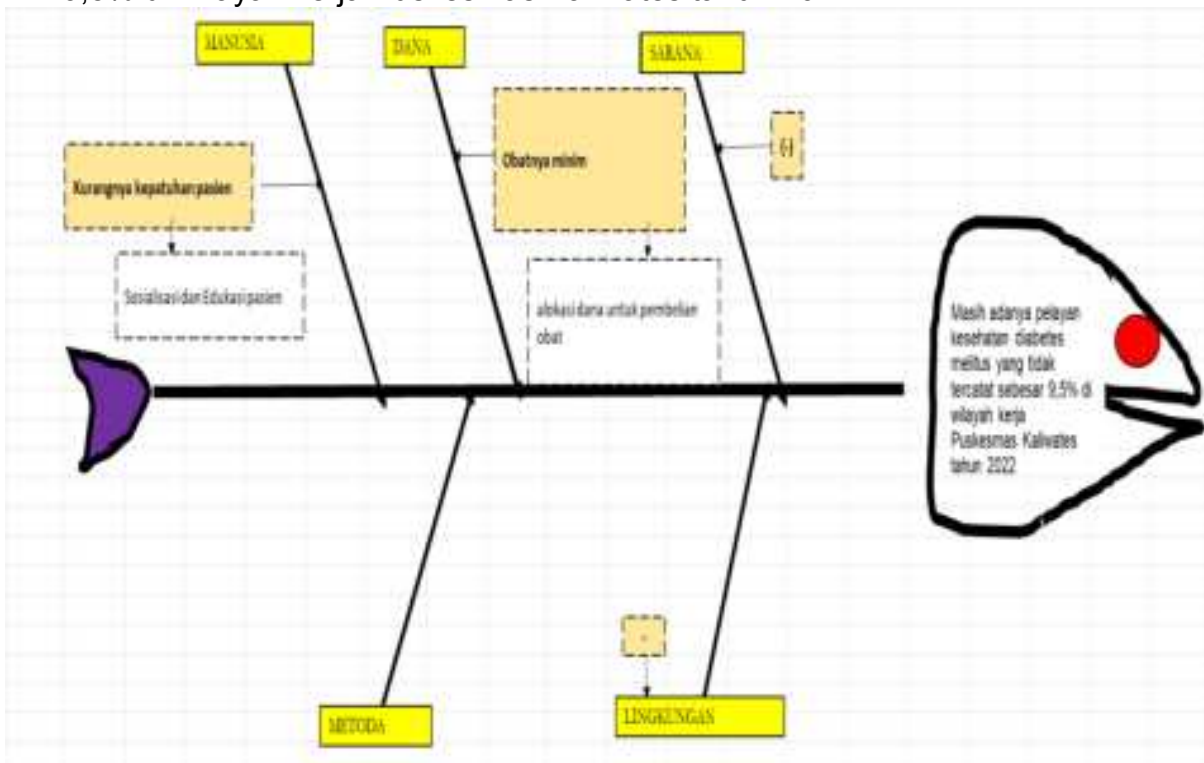 MANUSIA
DANA
SARANA
(-)
Obatnya minim
Kurangnya kepatuhan pasien
Sosialisasi dan Edukasi pasien
alokasi dana untuk pembelian
obat
Masih adanya pelayan
kesehatan diabetes
melitus yang tidak
tercatat sebesar 9,5% di
wilayah kerja
Puskesmas Kaliwates
tahun 2022
-
METODA
LINGKUNGAN